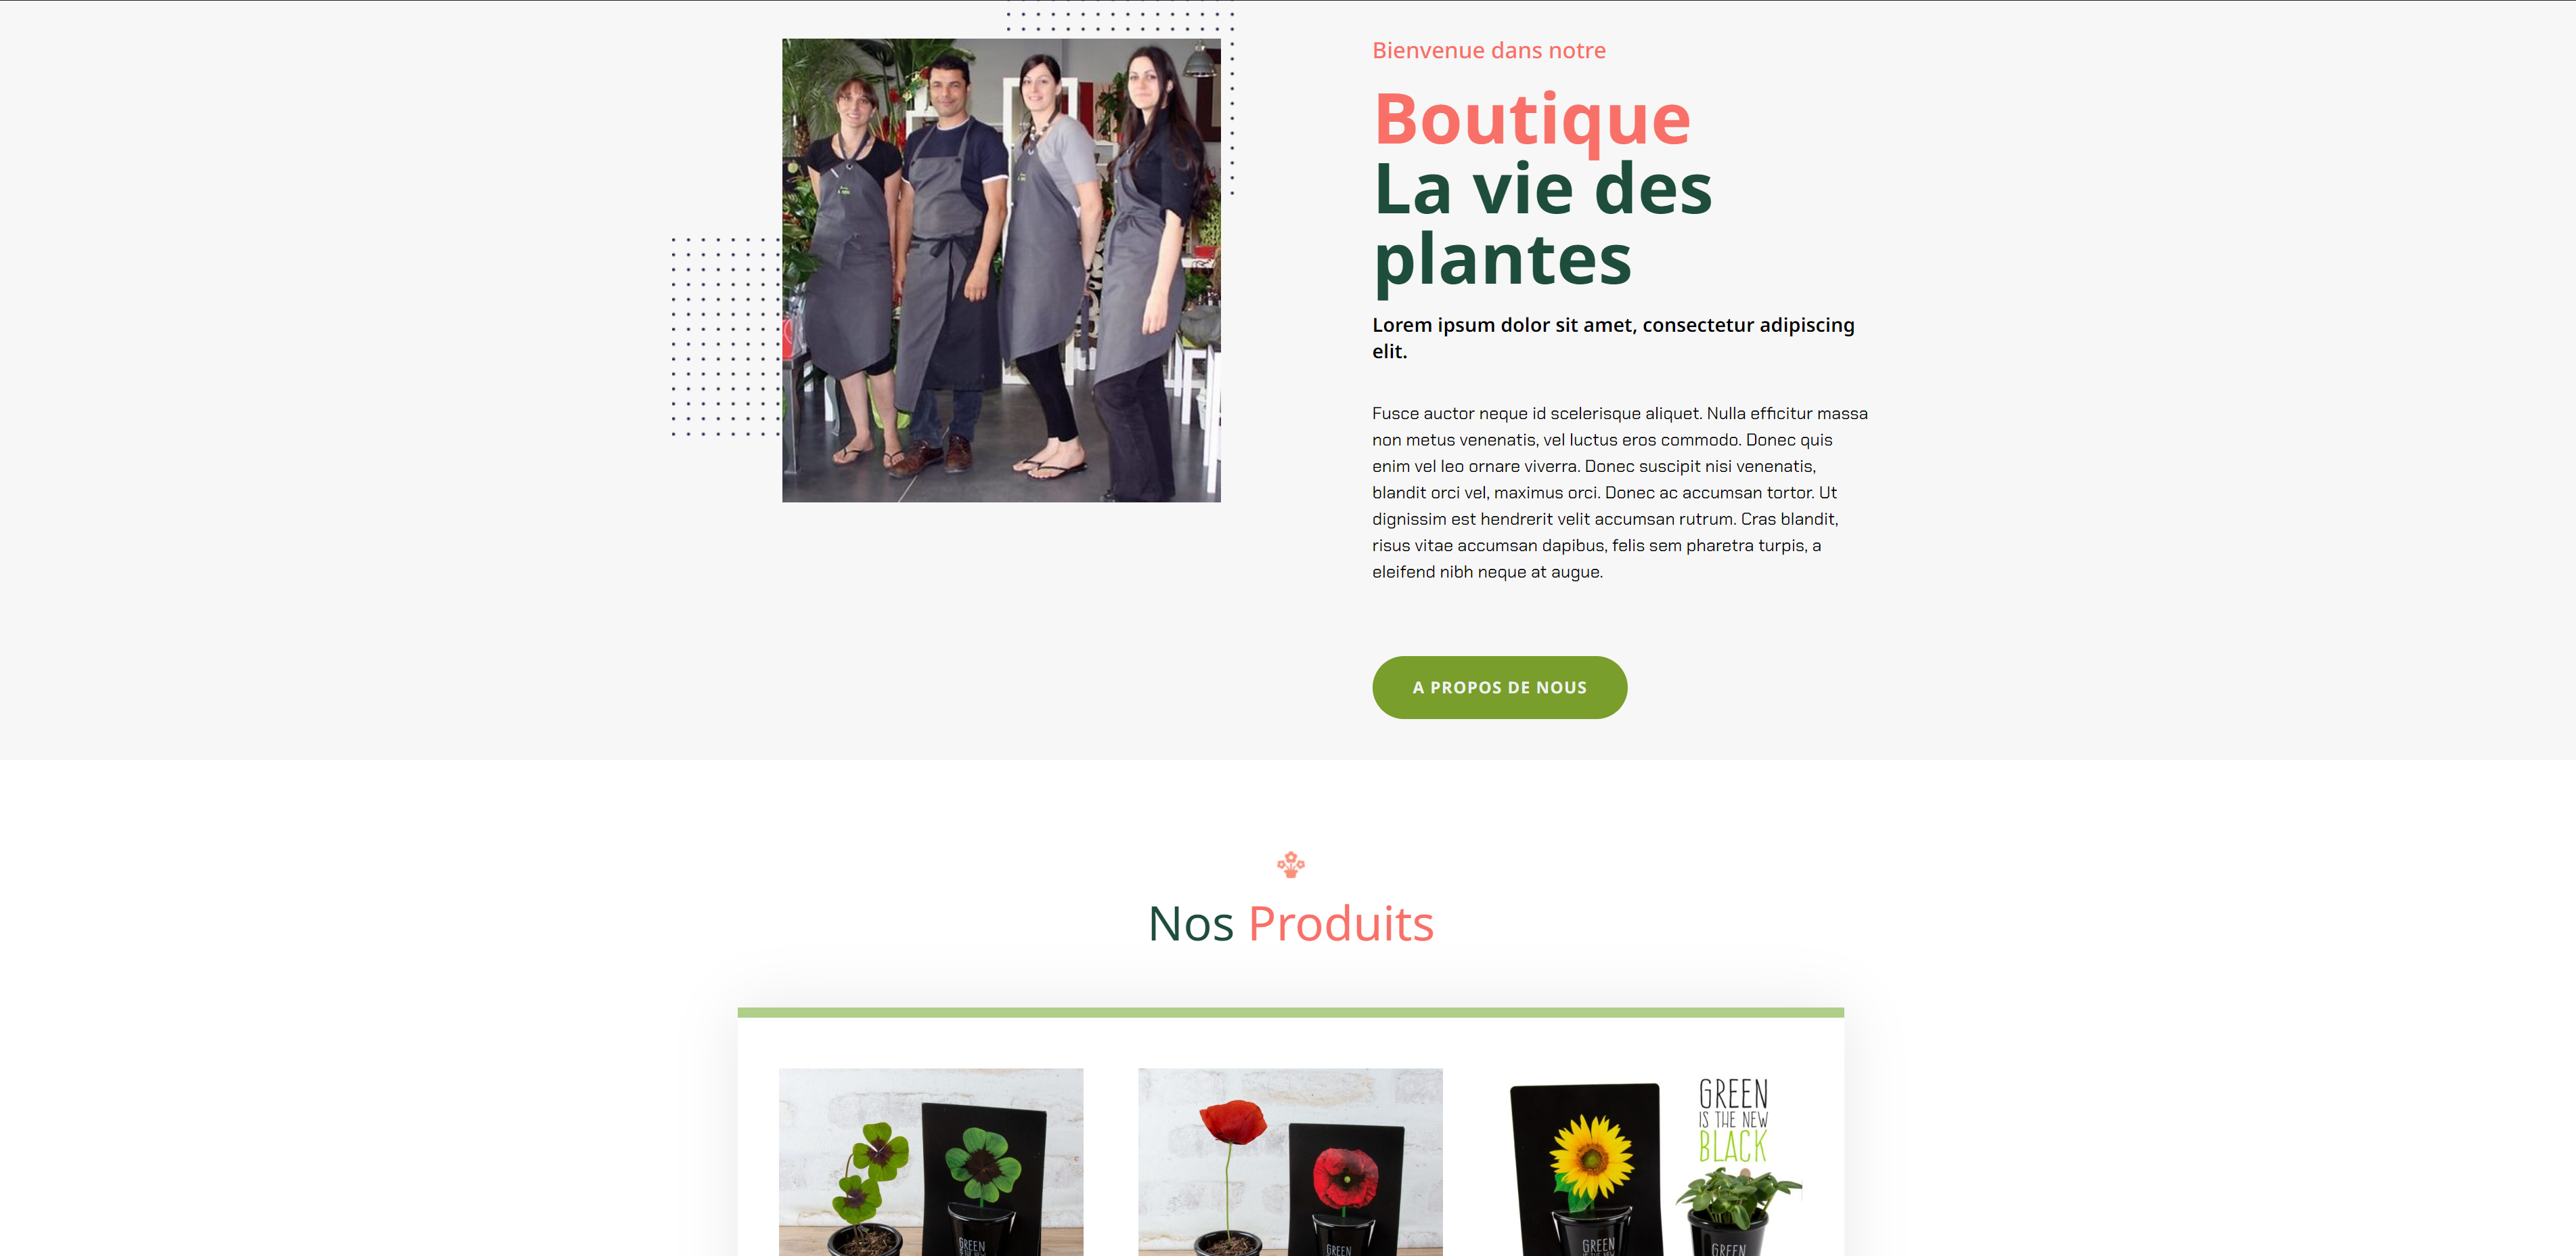 Bienvenue dans notre
Boutique
La vie des
plantes
Lorem ipsum dolor sit amet, consectetur adipiscing
elit.
Fusce auctor neque id scelerisque aliquet. Nulla efficitur massa
non metus venenatis, vel luctus eros commodo. Donec quis
enim vel leo ornare viverra. Donec suscipit nisi venenatis,
blandit orci vel, maximus orci. Donec ac accumsan tortor. Ut
dignissim est hendrerit velit accumsan rutrum. Cras blandit,
risus vitae accumsan dapibus, felis sem pharetra turpis, a
eleifend nibh neque at augue.
A PROPOS DE NOUS
Nos Produits
GREEN
IS THE NEW
BLACK
GREEN
GREEN
GREEN
GREEN